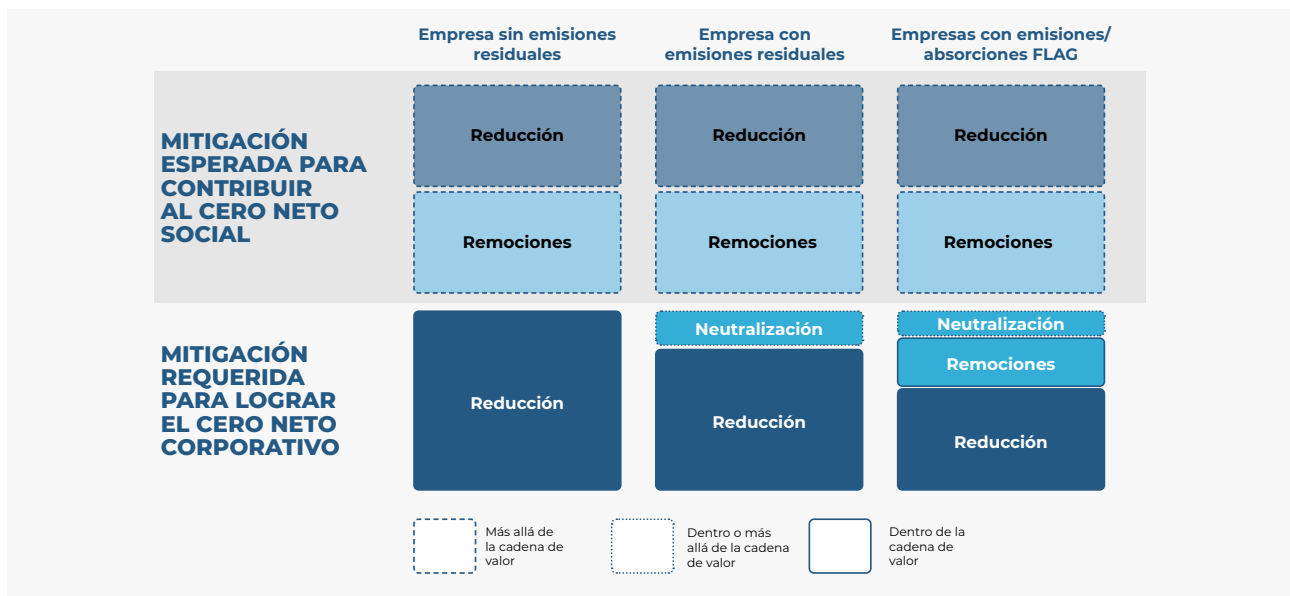 Empresa sin emisiones
residuales
Empresa con
emisiones residuales
Empresas con emisiones/
absorciones FLAG
MITIGACIÓN
ESPERADA PARA
CONTRIBUIR
AL CERO NETO
SOCIAL
Reducción
Reducción
Reducción
Remociones
Remociones
Remociones
MITIGACIÓN
REQUERIDA
PARA LOGRAR
EL CERO NETO
CORPORATIVO
Reducción
Neutralización
Reducción
Neutralización
Remociones
Reducción
Más allá de
la cadena de
valor
Dentro o más
allá de la cadena
de valor
Dentro de la
cadena de
valor